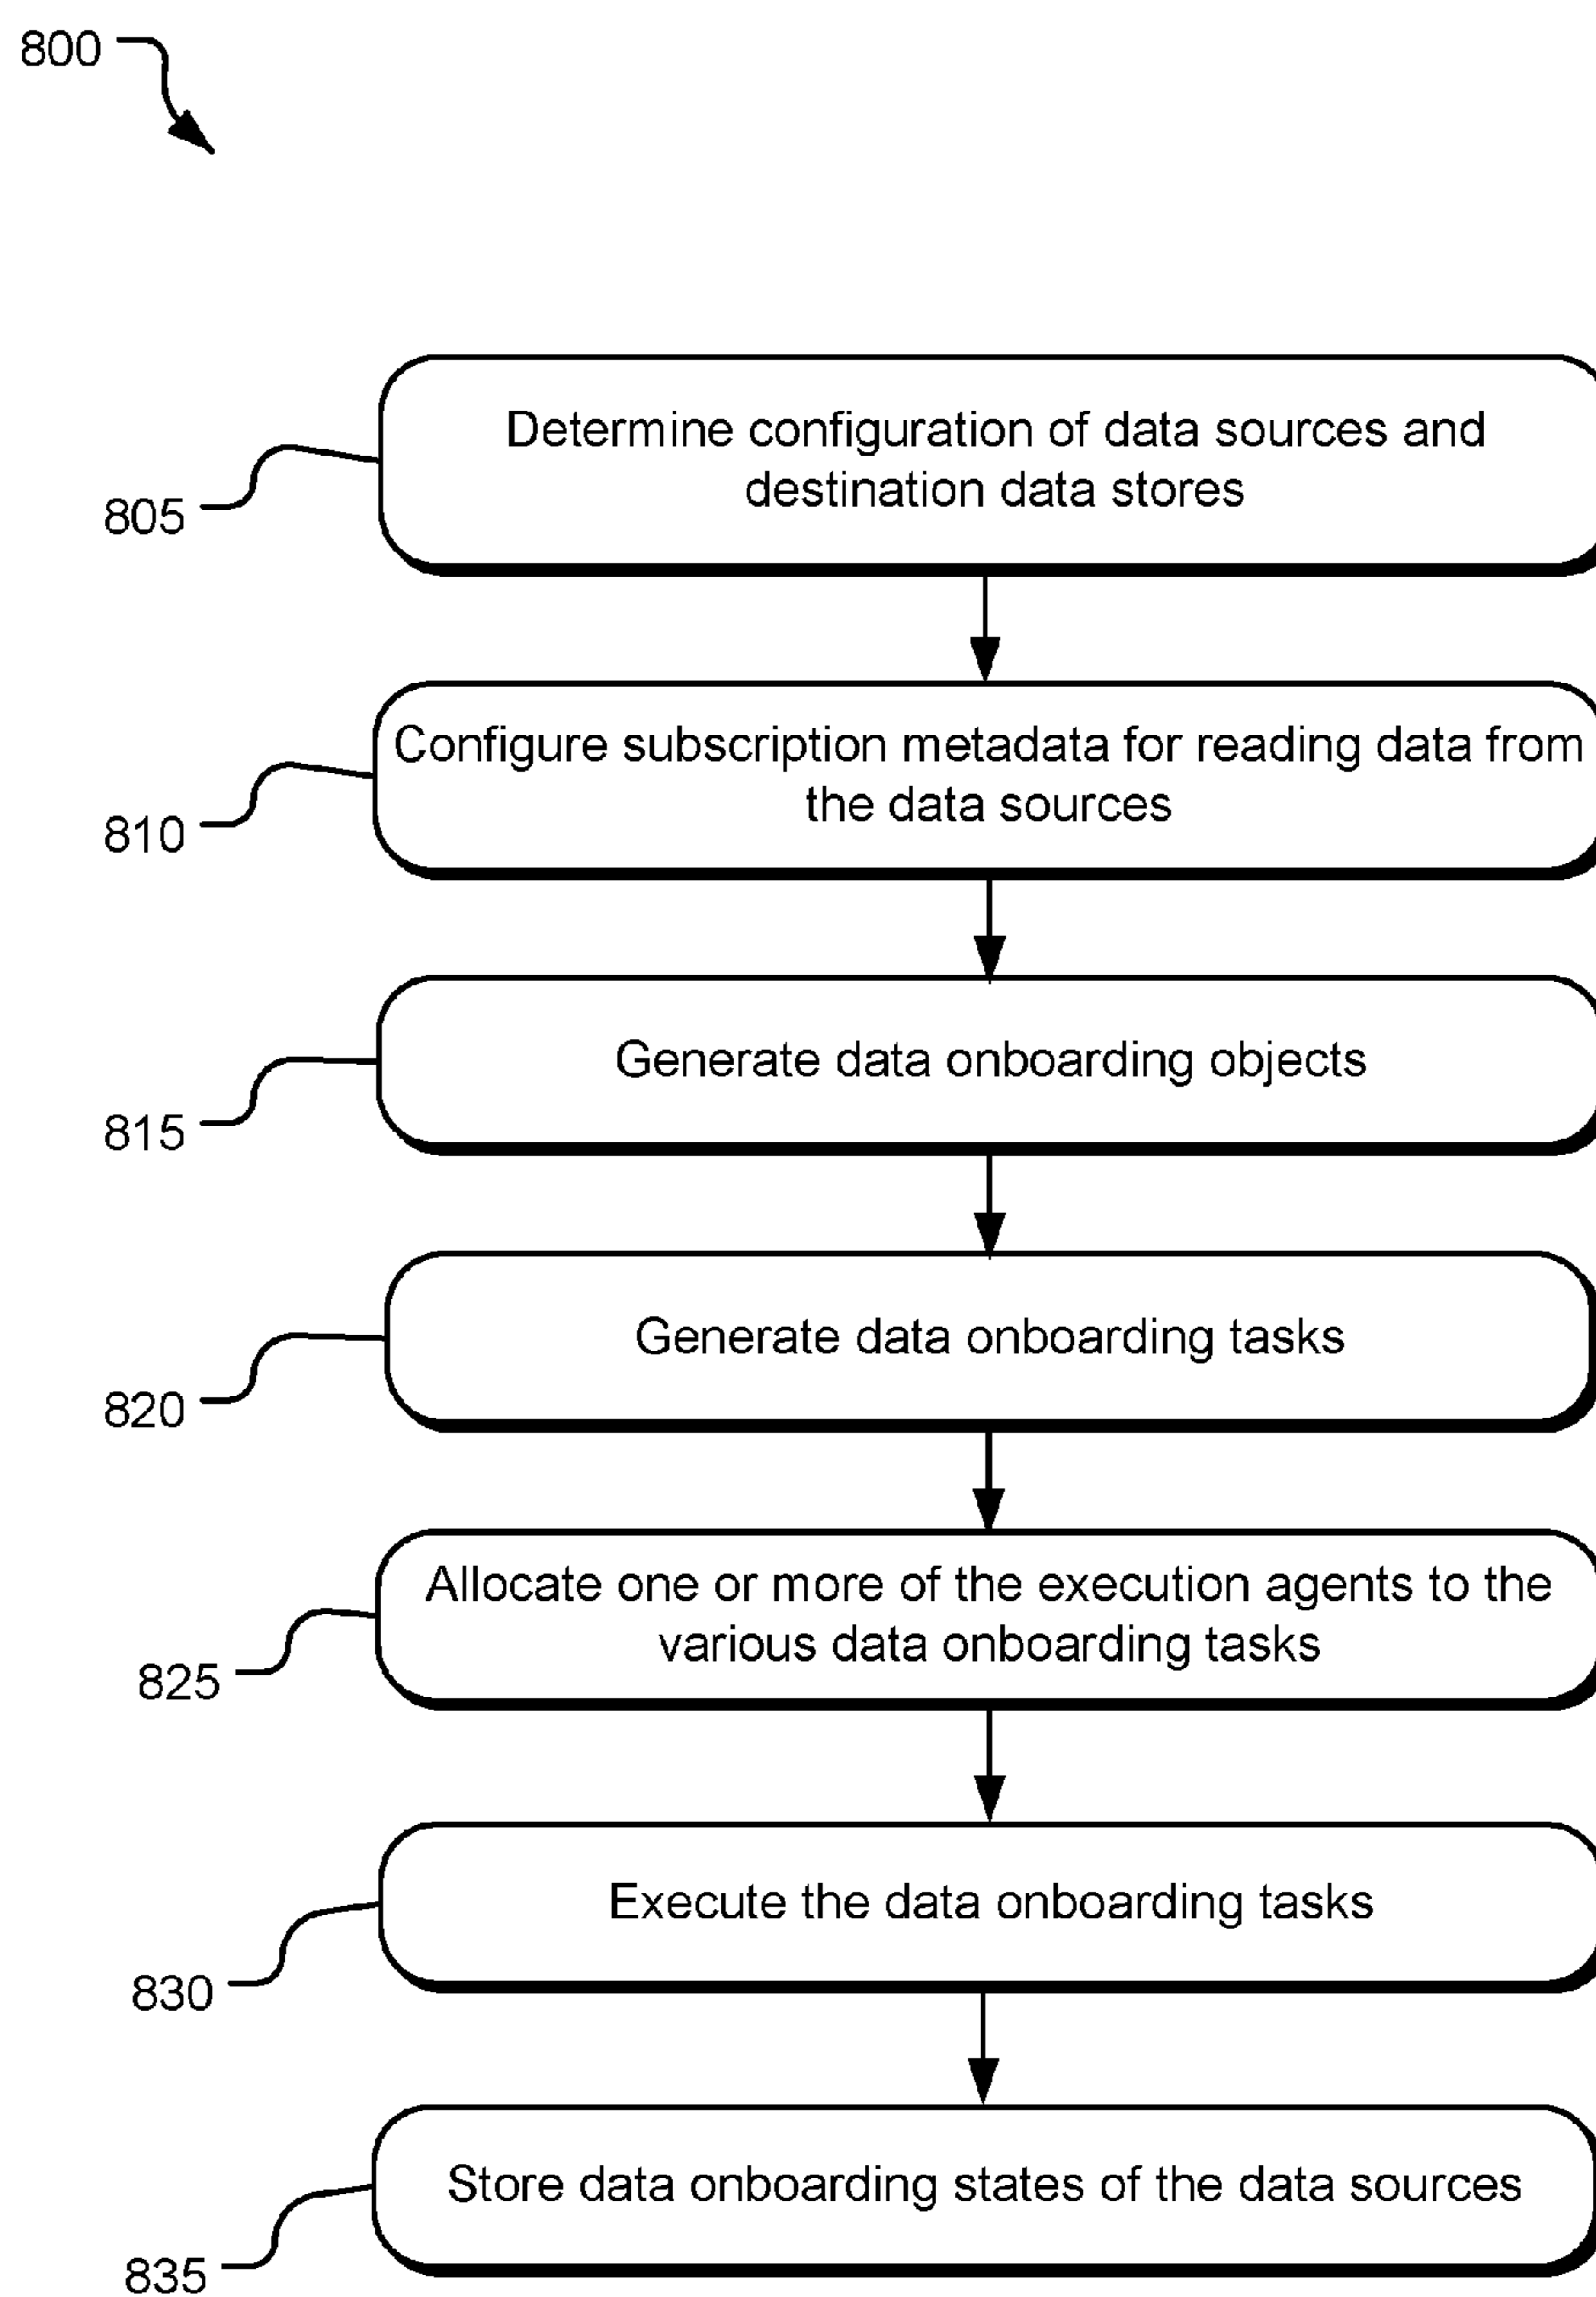 800
Determine configuration of data sources and
destination data stores
805
Configure subscription metadata for reading data from
the data sources
810
Generate data onboarding objects
815
Generate data onboarding tasks
820
Allocate one or more of the execution agents to the
various data onboarding tasks
825
Execute the data onboarding tasks
830
Store data onboarding states of the data sources
835